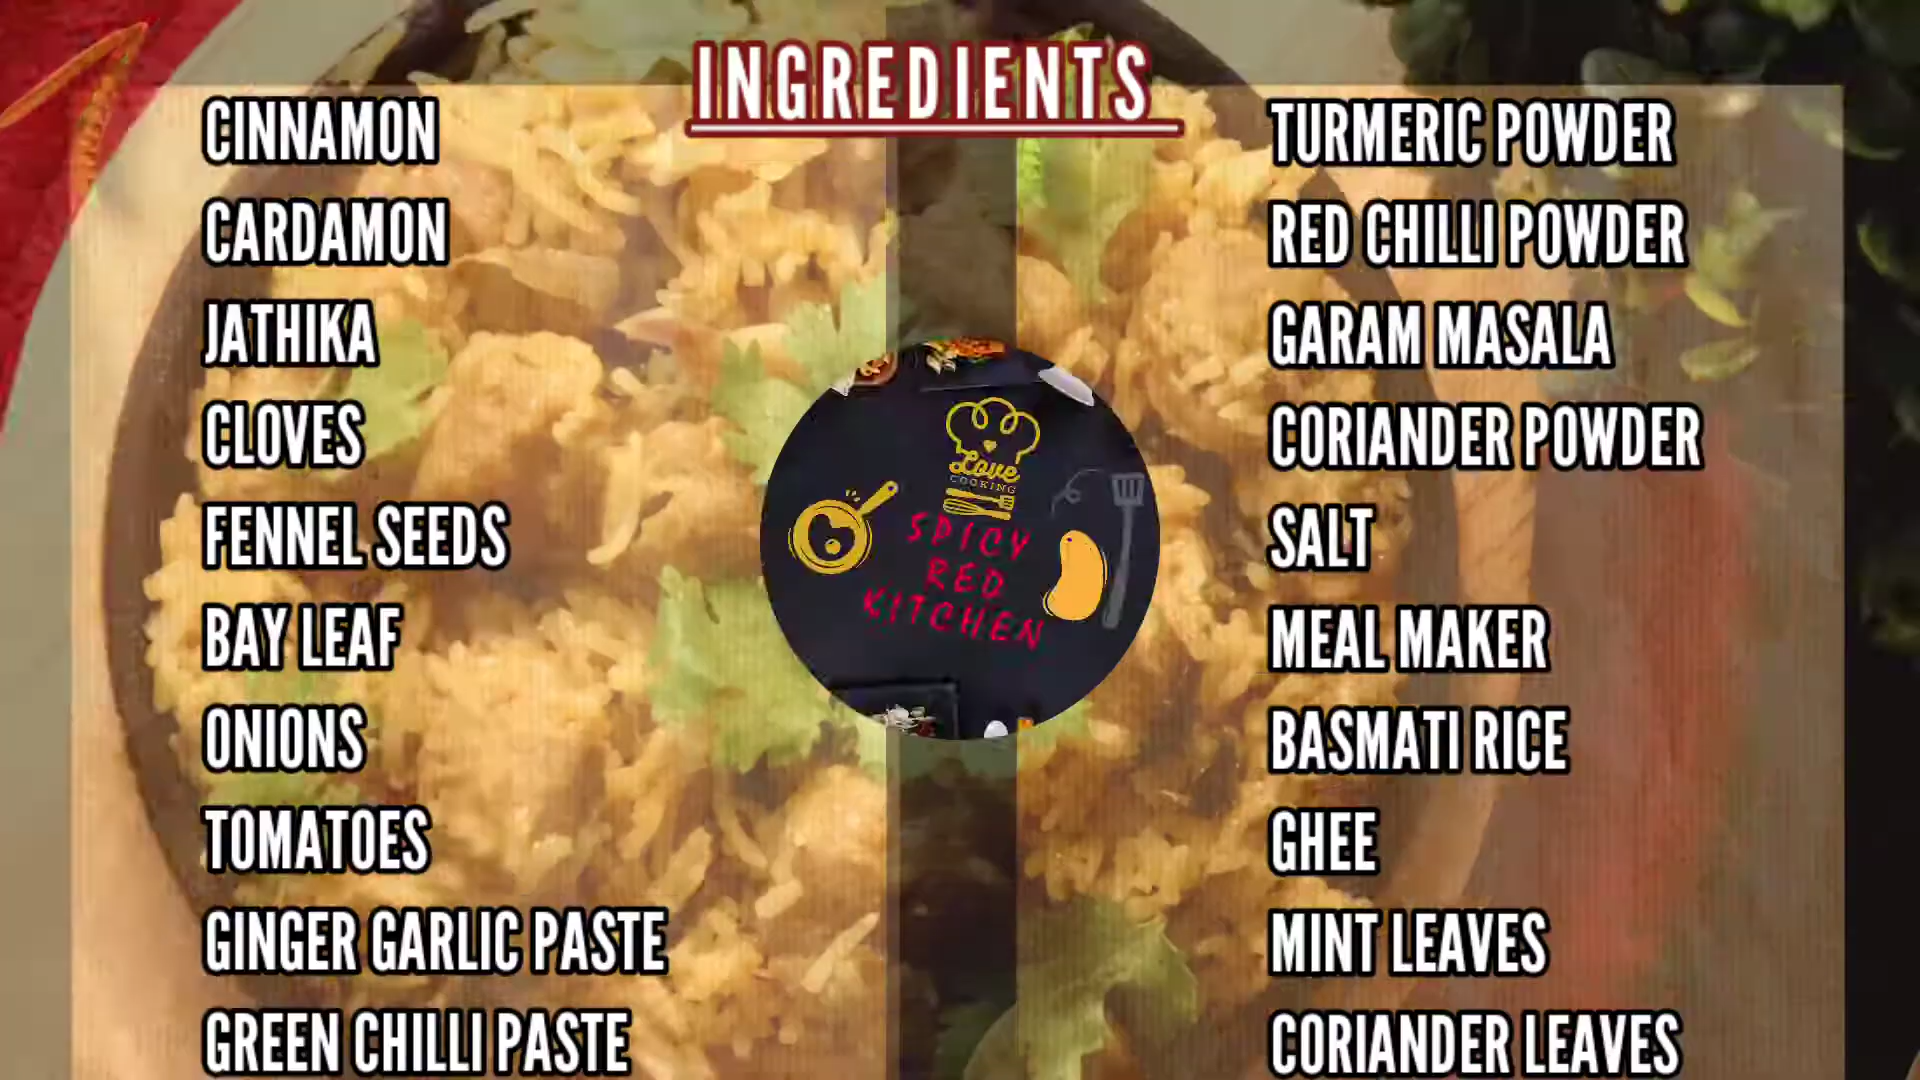 INGREDIENTS
CINNAMON
CARDAMON
JATHIKA
CLOVES
FENNEL SEEDS
BAY LEAF
ONIONS
TOMATOES
GINGER GARLIC PASTE
GREEN CHILLI PASTE
Love
COOKING
SPICY
RED
KITCHEN
TURMERIC POWDER
RED CHILLI POWDER
GARAM MASALA
CORIANDER POWDER
SALT
MEAL MAKER
BASMATI RICE
GHEE
MINT LEAVES
CORIANDER LEAVES